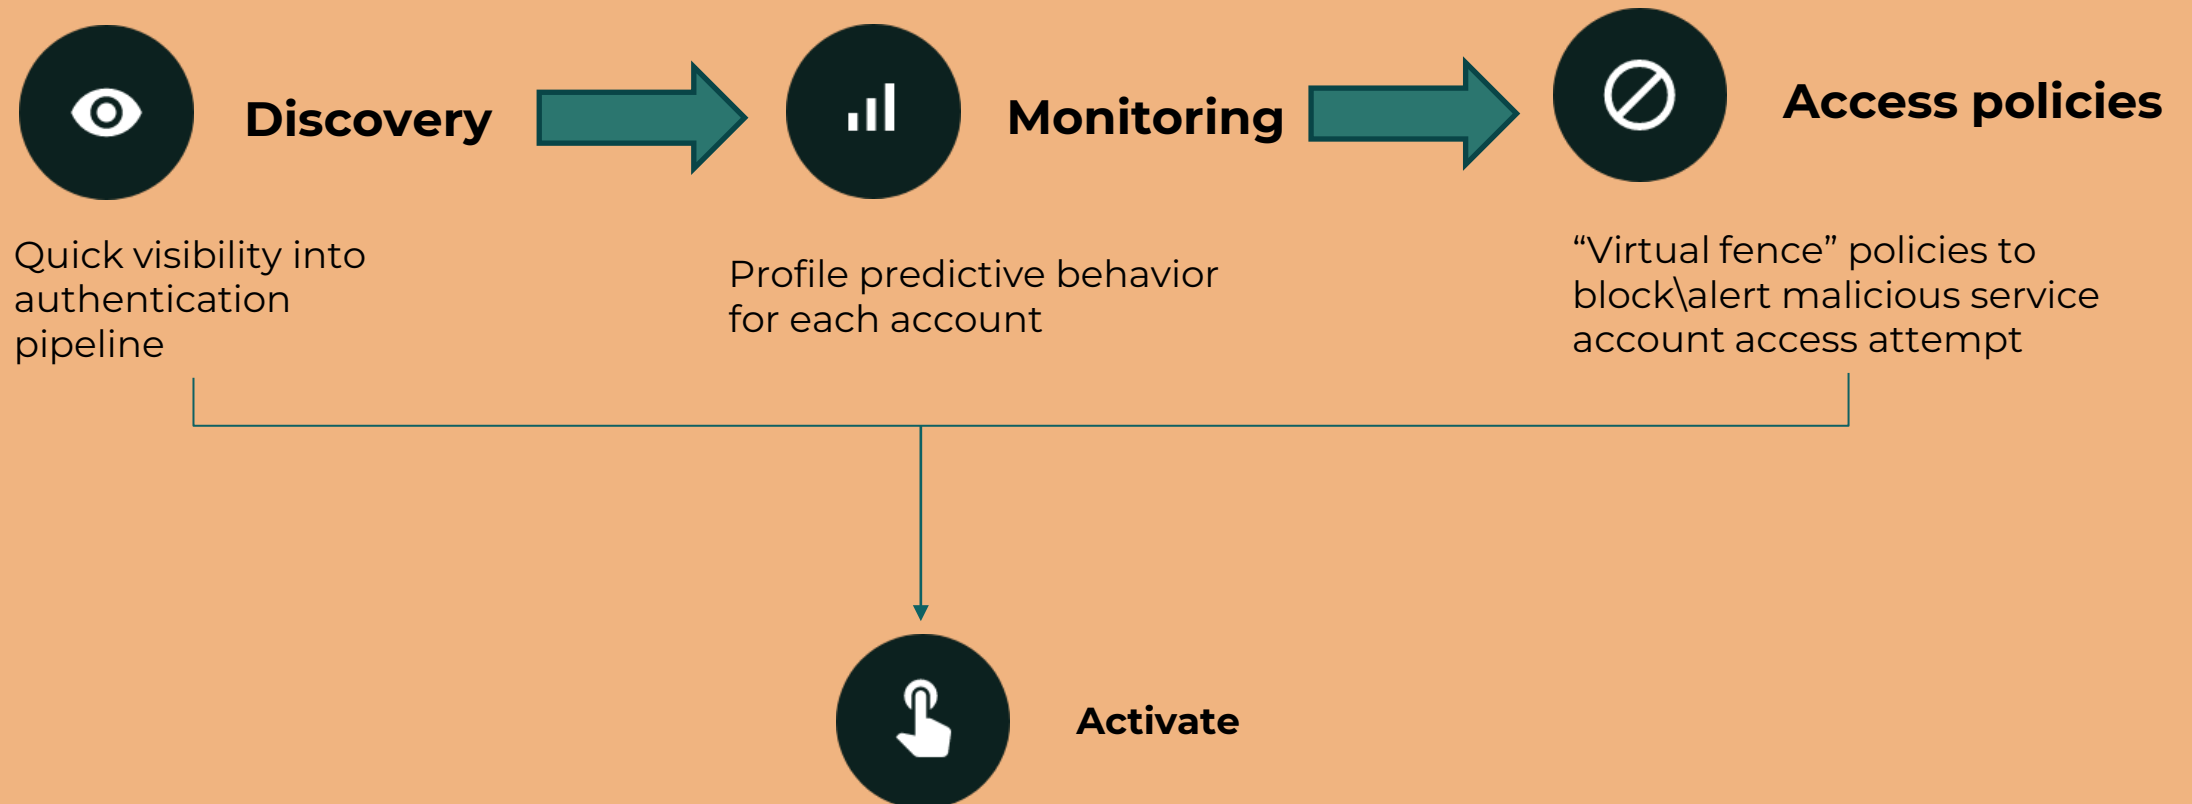 Discovery
Monitoring
Access policies
Quick visibility into
authentication
pipeline
Profile predictive behavior
for each account
“Virtual fence” policies to
block\alert malicious service
account access attempt
Activate